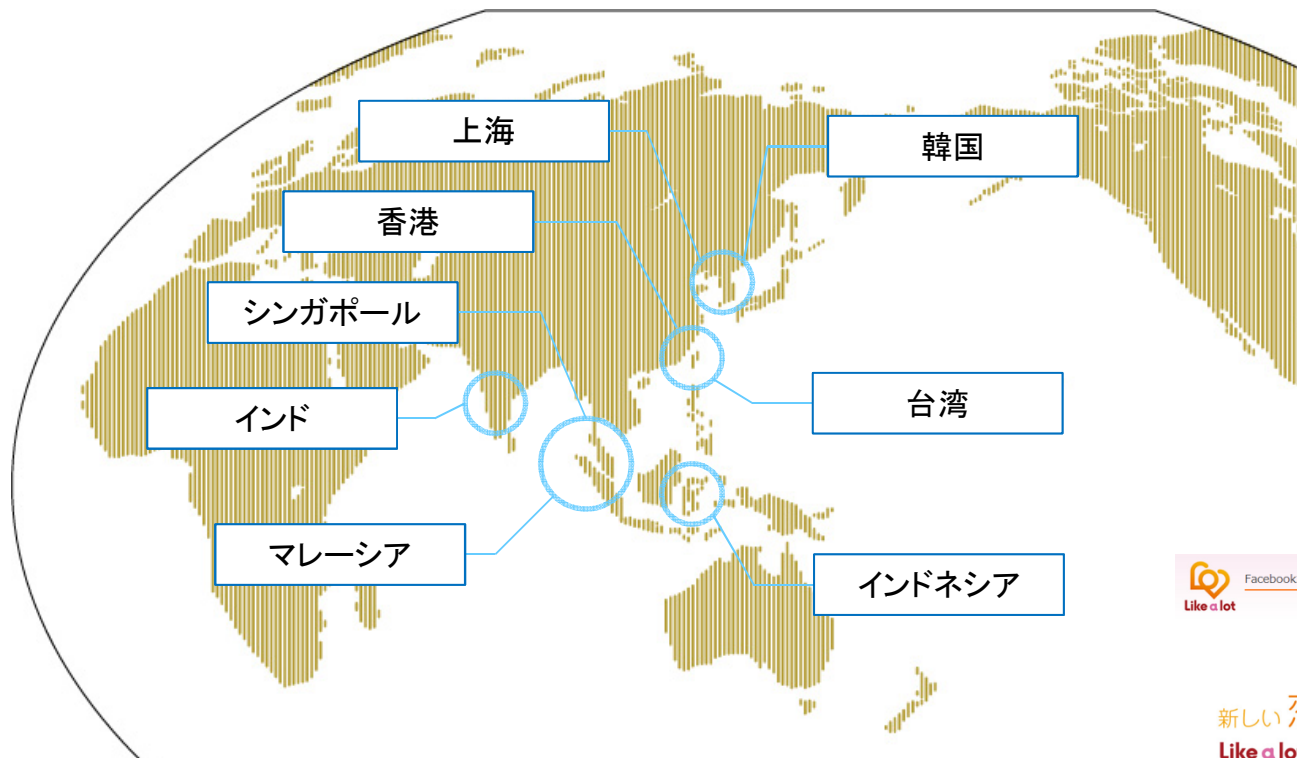 上海
韓国
香港
シンガポール
インド
台湾
マレーシア
インドネシア
Facebook
Like a lot
新しい
Like a lo